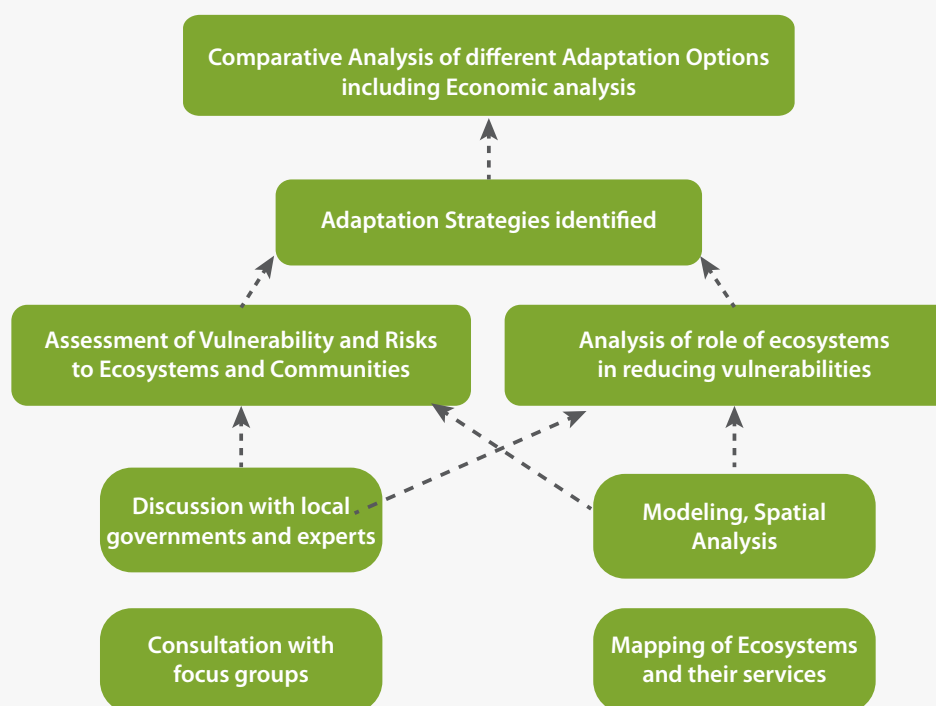 Comparative Analysis of different Adaptation Options
including Economic analysis
Adaptation Strategies identified
Assessment of Vulnerability and Risks
to Ecosystems and Communities
Analysis of role of ecosystems
in reducing vulnerabilities
Discussion with local
governments and experts
Modeling, Spatial
Analysis
Consultation with
focus groups
Mapping of Ecosystems
and their services